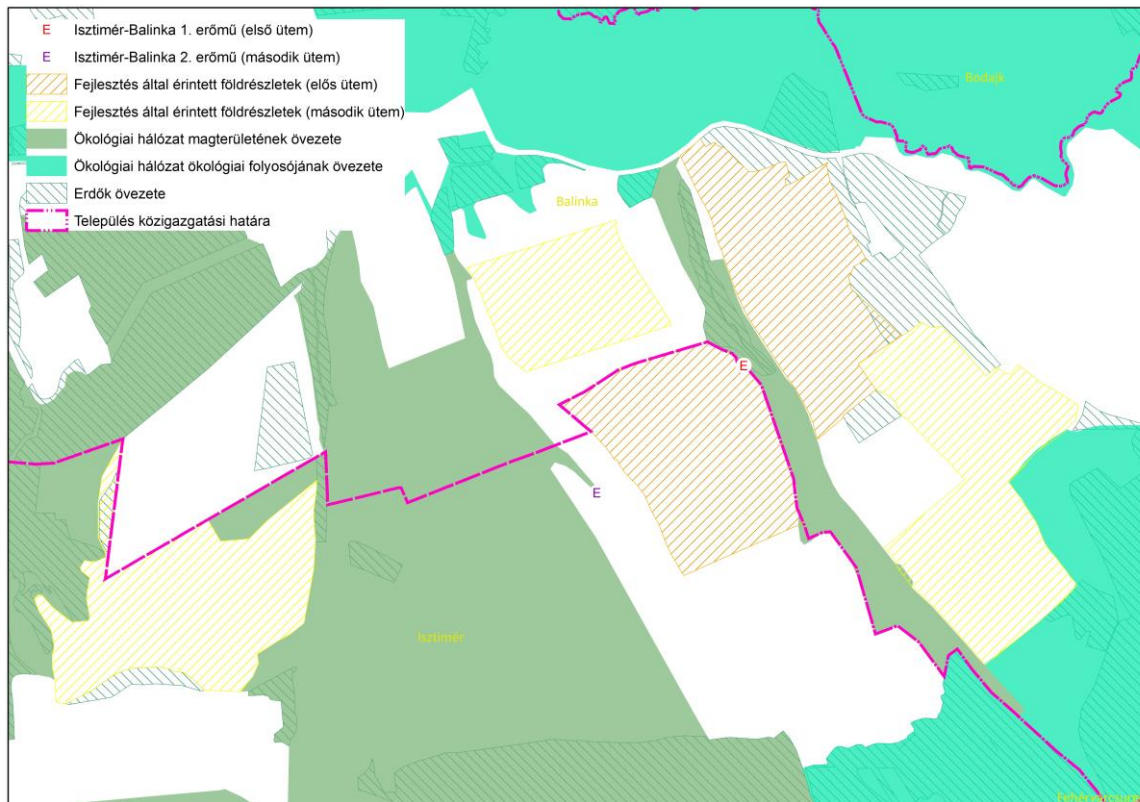 E Isztimér-Balinka 1. erőmű (első ütem)
E Isztimér-Balinka 2. erőmű (második ütem)
Fejlesztés által érintett földrészletek (elős ütem)
Fejlesztés által érintett földrészletek (második ütem)
Ökológiai hálózat magterületének övezete
Ökológiai hálózat ökológiai folyosójának övezete
Erdők övezete
Település közigazgatási határa
Bodajk
Balinka
E
E
Isztimér